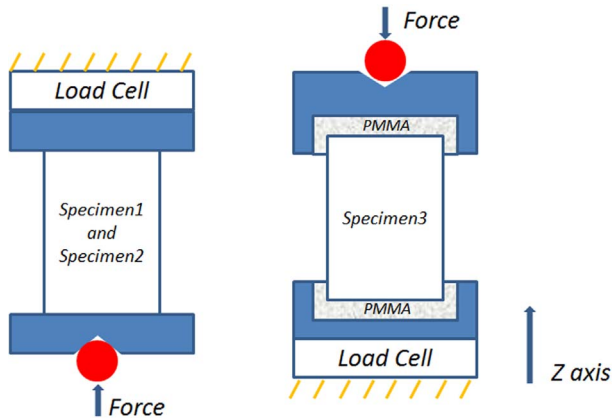 Load Cell
Specimen1
and
Specimen2
Force
Force
PMMA
Specimen3
PMMA
Load Cell
Z axis